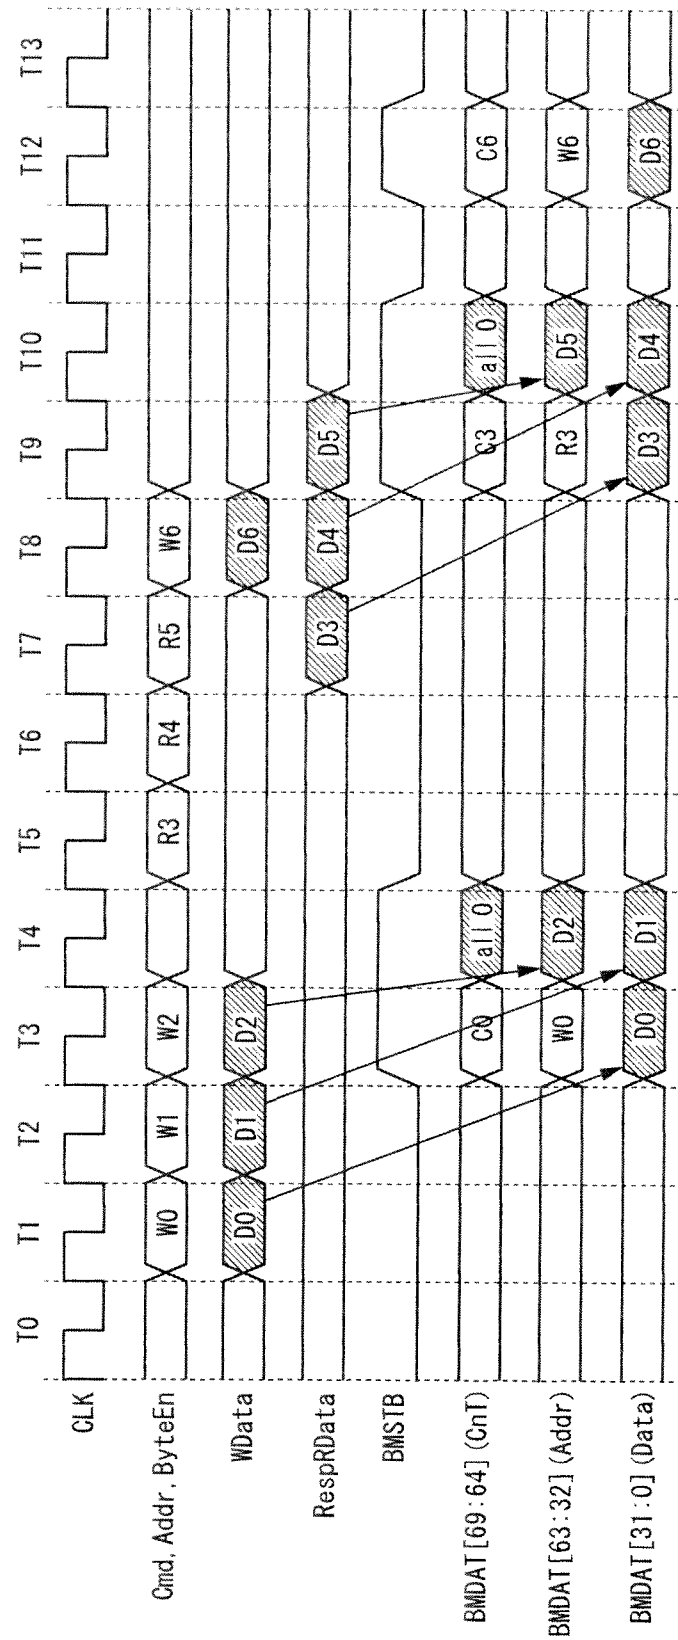 T0 T1 T2 T3 T4 T5 T6 T7 T8 T9 T10 T11 T12 T13
CLK
Cmd, Addr, ByteEn W0 W1 W2 R3 R4 R5 W6
WData D0 D1 D2 D6
RespRData D3 D4 D5
BMSTB
BMDAT[69:64](CnT) C0 all 0 C3 all 0 C6
BMDAT[63:32](Addr) W0 D2 R3 D5 W6
BMDAT[31:0](Data) D0 D1 D3 D4 D6